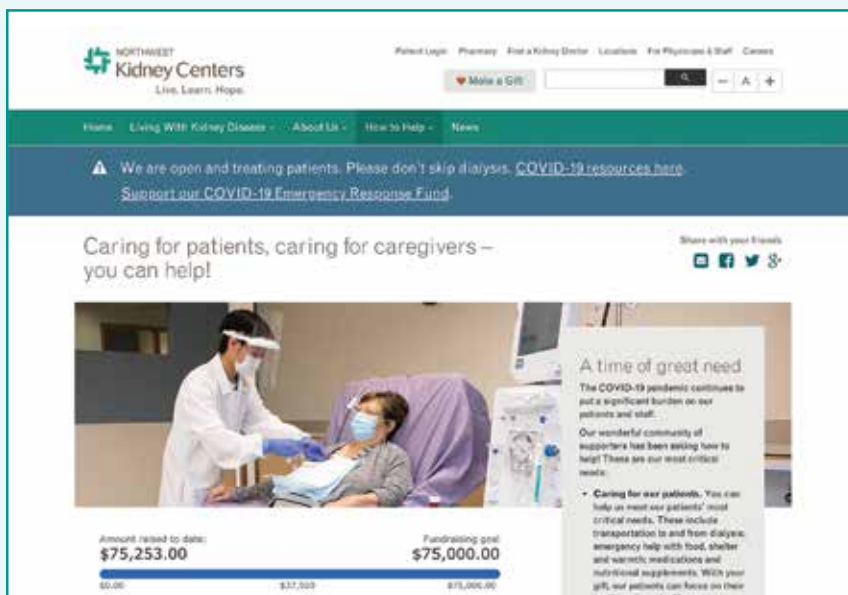 NORTHWEST
Kidney Centers
Live. Learn. Hope.
Patient Login Pharmacy Find a Kidney Doctor Locations For Physicians & Staff Careers
Make a Gift
− A +
Home Living With Kidney Disease About Us How to Help News
We are open and treating patients. Please don't skip dialysis. COVID-19 resources here.
Support our COVID-19 Emergency Response Fund.
Caring for patients, caring for caregivers –
you can help!
Share with your friends
A time of great need
The COVID-19 pandemic continues to
put a significant burden on our
patients and staff.
Our wonderful community of
supporters has been asking how to
help! These are our most critical
needs:
• Caring for our patients. You can
help us meet our patients' most
critical needs. These include
transportation to and from dialysis;
emergency help with food, shelter
and warmth; medications and
nutritional supplements. With your
gift, our patients can focus on their
Amount raised to date:
$75,253.00
Fundraising goal
$75,000.00
$0.00 $37,500 $75,000.00